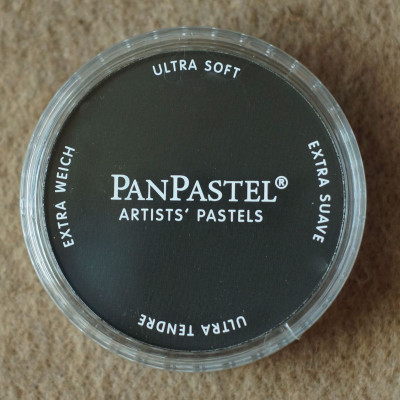 ULTRA SOFT
EXTRA WEICH
EXTRA SUAVE
PANPASTEL®
ARTISTS' PASTELS
ULTRA TENDRE